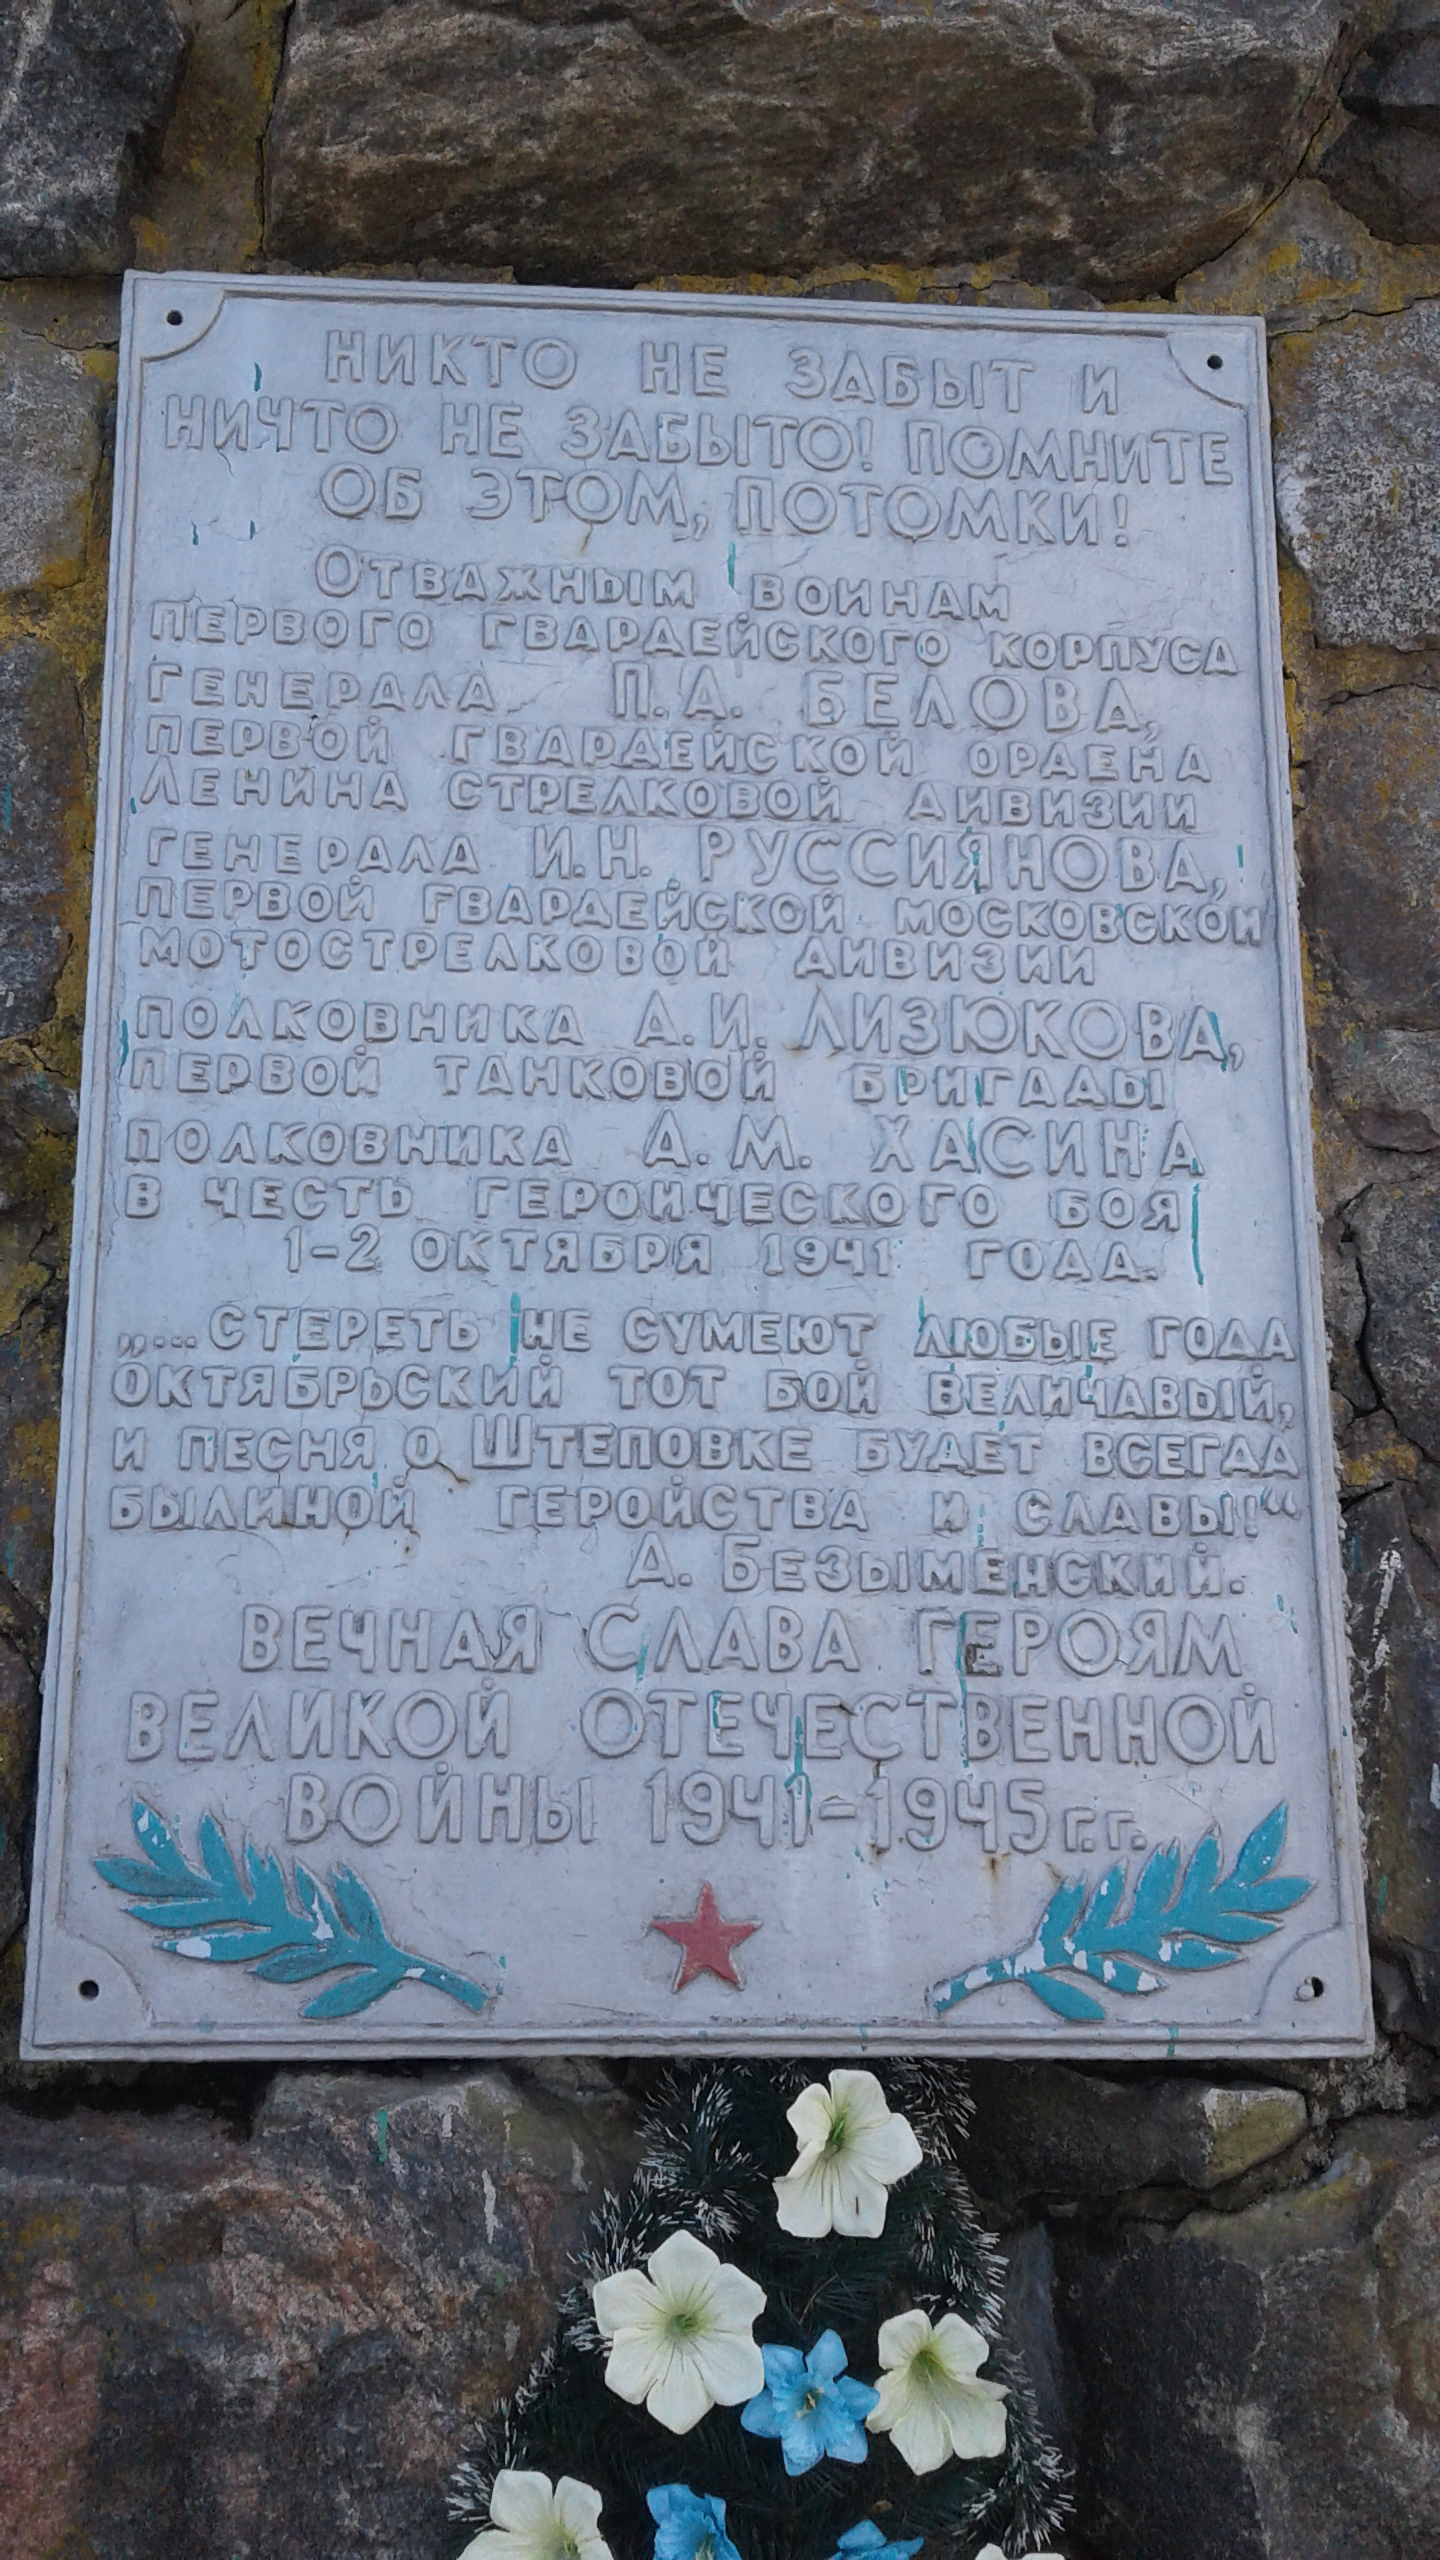 НИКТО НЕ ЗАБЫТ И
НИЧТО НЕ ЗАБЫТО! ПОМНИТЕ
ОБ ЭТОМ, ПОТОМКИ!
ОТВАЖНЫМ ВОИНАМ
ПЕРВОГО ГВАРДЕЙСКОГО КОРПУСА
ГЕНЕРАЛА П.А. БЕЛОВА,
ПЕРВОЙ ГВАРДЕЙСКОЙ ОРДЕНА
ЛЕНИНА СТРЕЛКОВОЙ ДИВИЗИИ
ГЕНЕРАЛА И.Н. РУССИЯНОВА,
ПЕРВОЙ ГВАРДЕЙСКОЙ МОСКОВСКОЙ
МОТОСТРЕЛКОВОЙ ДИВИЗИИ
ПОЛКОВНИКА А.И. ЛИЗЮКОВА,
ПЕРВОЙ ТАНКОВОЙ БРИГАДЫ
ПОЛКОВНИКА А.М. ХАСИНА
В ЧЕСТЬ ГЕРОИЧЕСКОГО БОЯ
1-2 ОКТЯБРЯ 1941 ГОДА.
„...СТЕРЕТЬ НЕ СУМЕЮТ ЛЮБЫЕ ГОДА
ОКТЯБРЬСКИЙ ТОТ БОЙ ВЕЛИЧАВЫЙ,
И ПЕСНЯ О ШТЕПОВКЕ БУДЕТ ВСЕГДА
БЫЛИНОЙ ГЕРОЙСТВА И СЛАВЫ!“
А. БЕЗЫМЕНСКИЙ.
ВЕЧНАЯ СЛАВА ГЕРОЯМ
ВЕЛИКОЙ ОТЕЧЕСТВЕННОЙ
ВОЙНЫ 1941-1945 г.г.